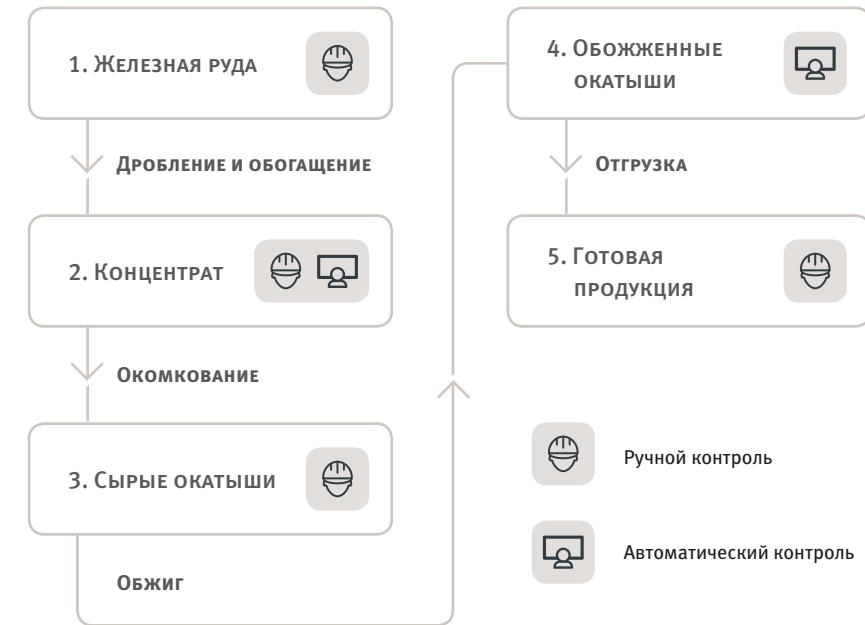 1. Железная руда
Дробление и обогащение
2. Концентрат
Окомкование
3. Сырые окатыши
Обжиг
4. Обожженные
окатыши
Отгрузка
5. Готовая
продукция
Ручной контроль
Автоматический контроль